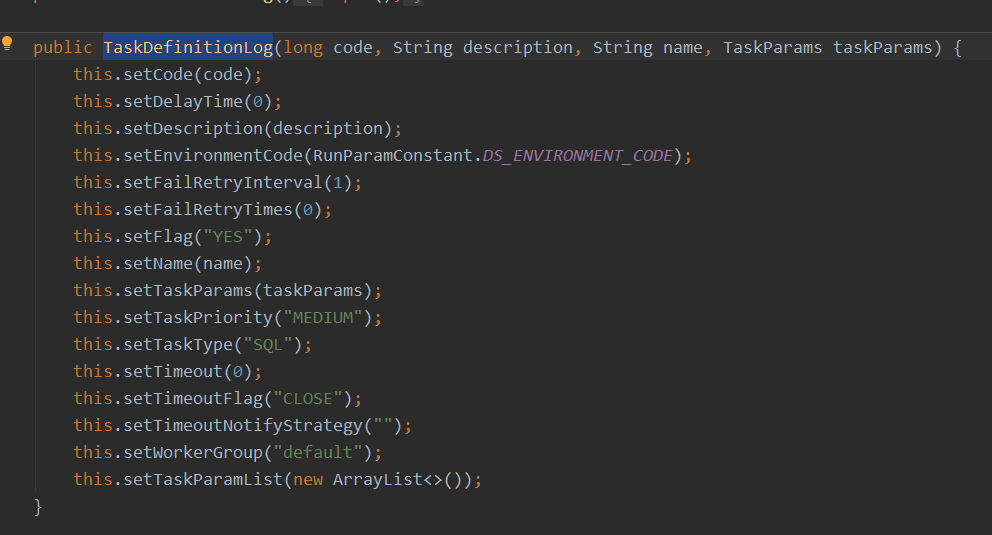 public TaskDefinitionLog(long code, String description, String name, TaskParams taskParams) {
this.setCode(code);
this.setDelayTime(0);
this.setDescription(description);
this.setEnvironmentCode(RunParamConstant.DS_ENVIRONMENT_CODE);
this.setFailRetryInterval(1);
this.setFailRetryTimes(0);
this.setFlag("YES");
this.setName(name);
this.setTaskParams(taskParams);
this.setTaskPriority("MEDIUM");
this.setTaskType("SQL");
this.setTimeout(0);
this.setTimeoutFlag("CLOSE");
this.setTimeoutNotifyStrategy("");
this.setWorkerGroup("default");
this.setTaskParamList(new ArrayList<>());
}